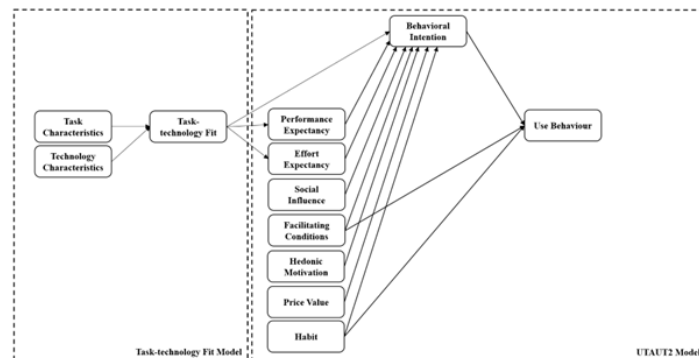 Behavioral
Intention
Task
Characteristics
Task-
technology Fit
Performance
Expectancy
Use Behaviour
Technology
Characteristics
Effort
Expectancy
Social
Influence
Facilitating
Conditions
Hedonic
Motivation
Price Value
Habit
Task-technology Fit Model
UTAUT2 Model